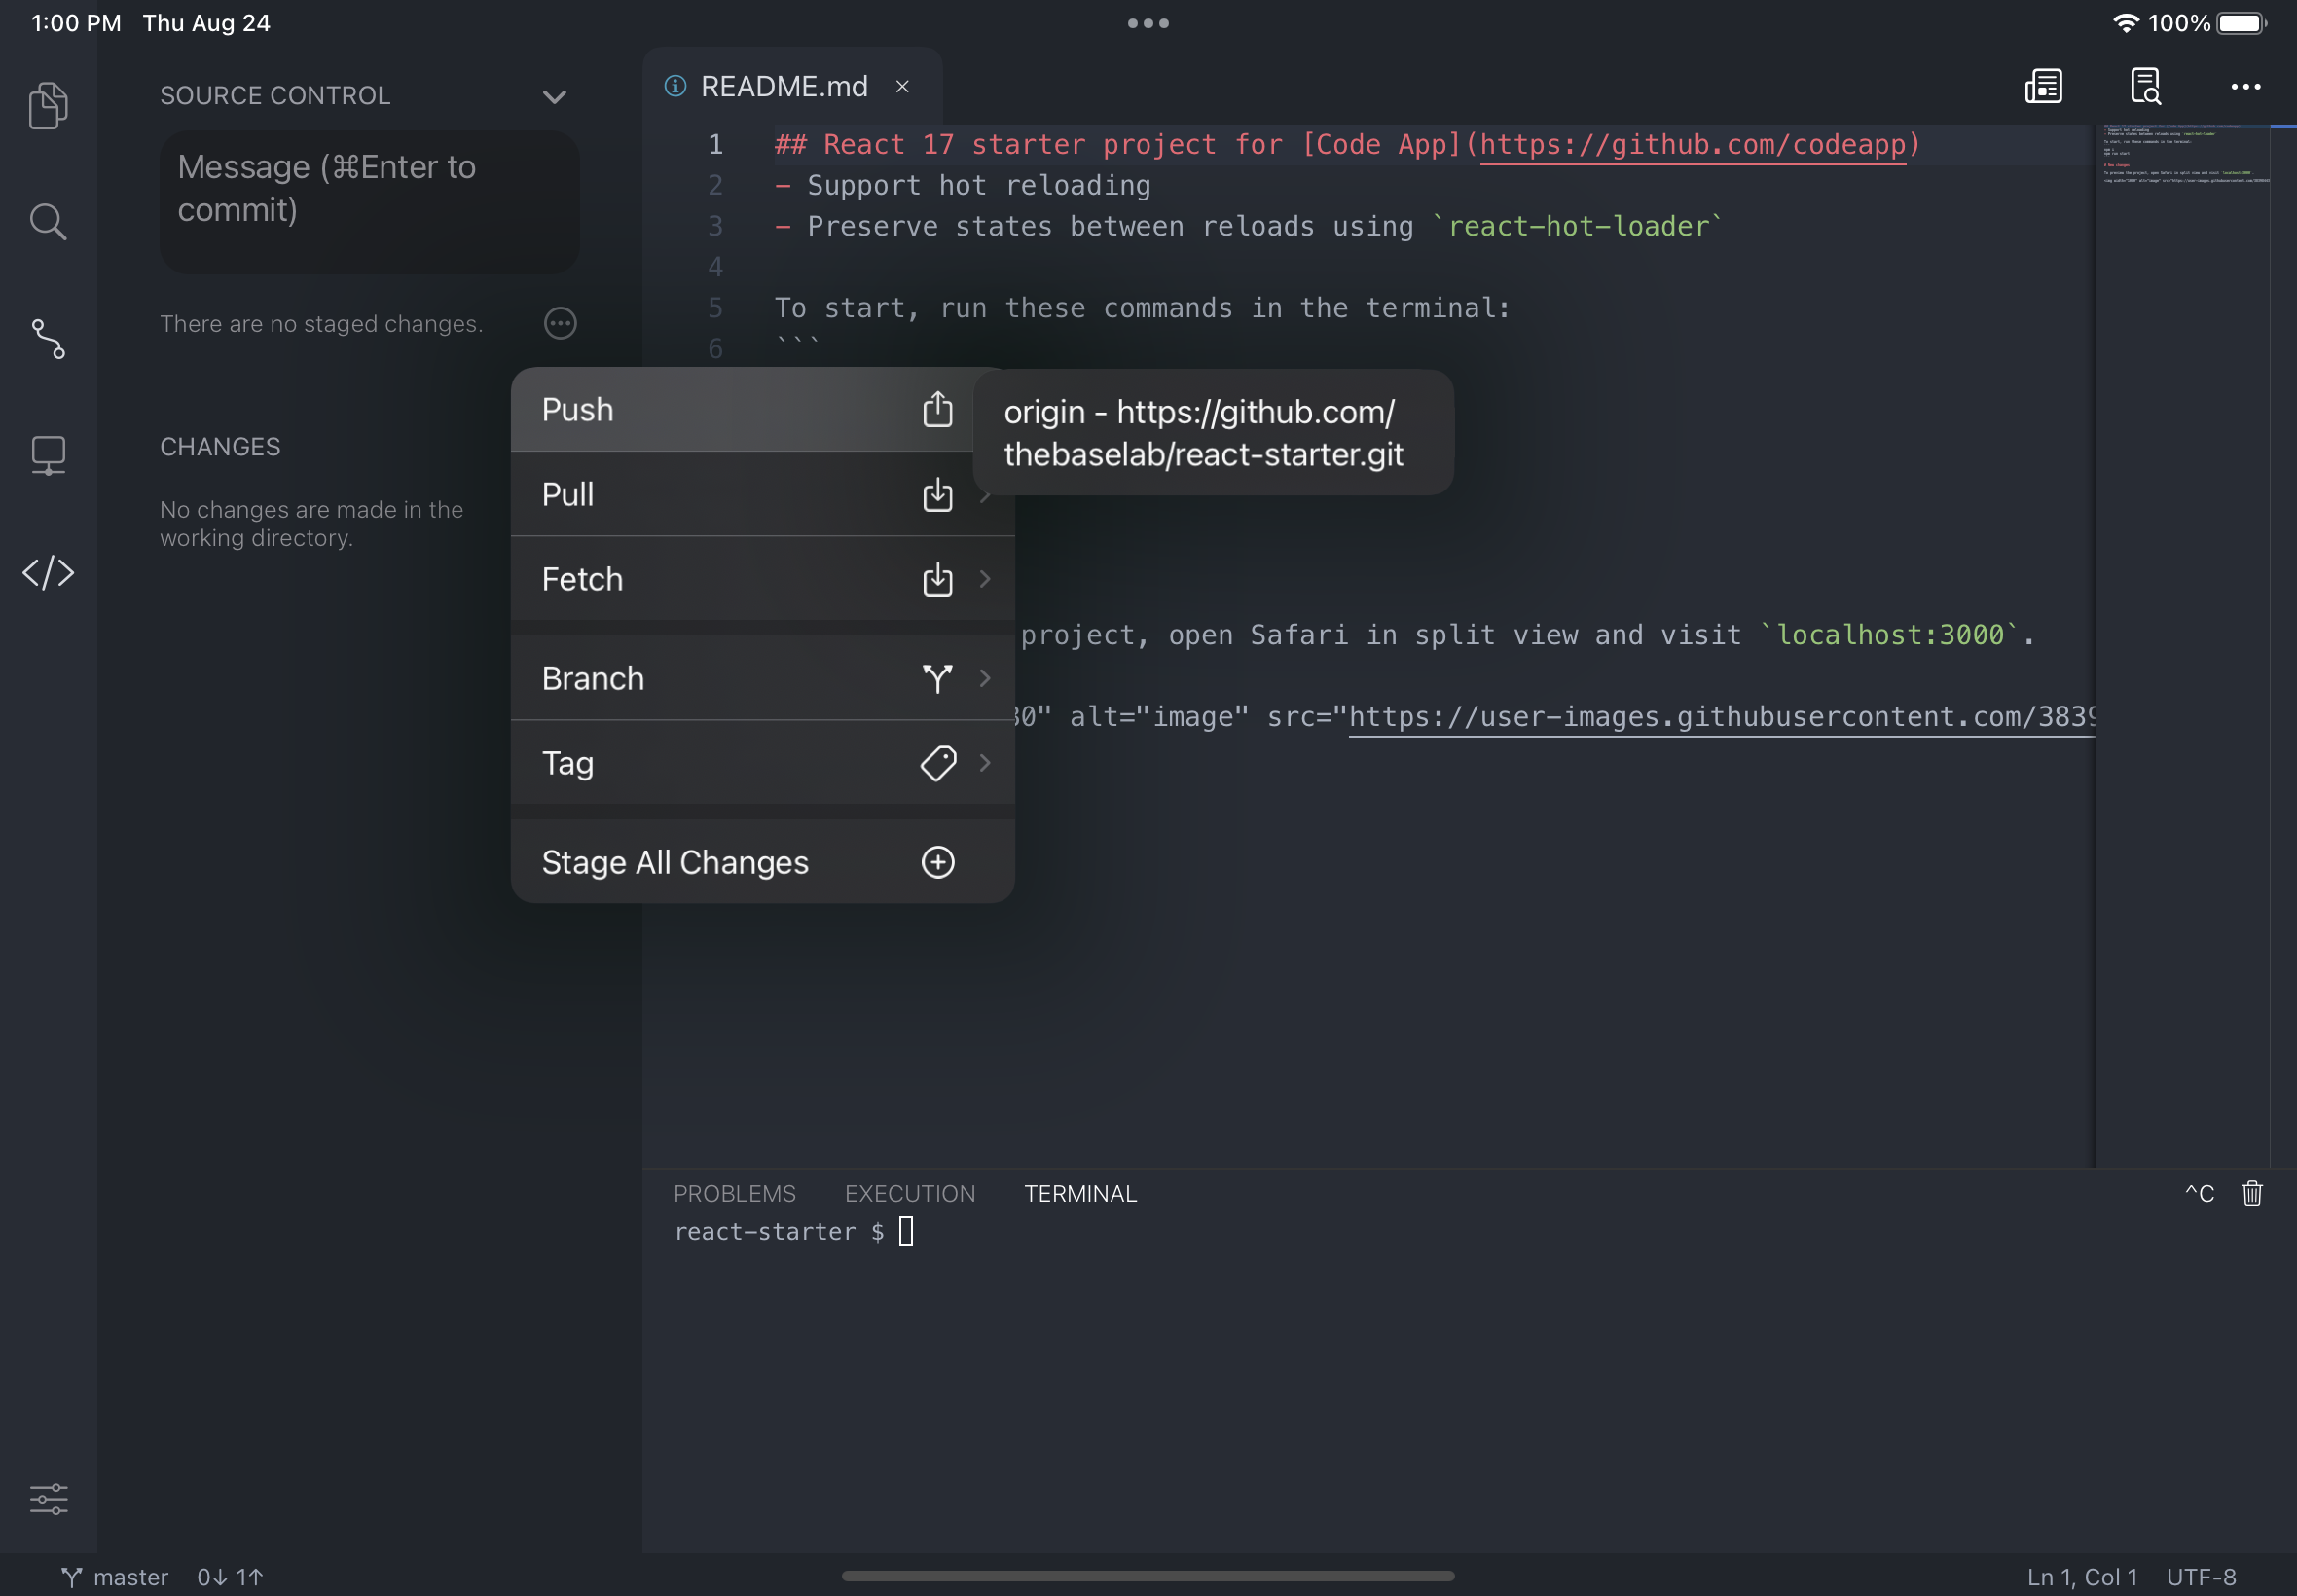 1:00 PM Thu Aug 24
100%
SOURCE CONTROL
Message (⌘Enter to
commit)
There are no staged changes.
CHANGES
No changes are made in the
working directory.
Push
Pull
Fetch
Branch
Tag
Stage All Changes
origin - https://github.com/
thebaselab/react-starter.git
README.md
1 ## React 17 starter project for [Code App](https://github.com/codeapp)
2 - Support hot reloading
3 - Preserve states between reloads using `react-hot-loader`
4
5 To start, run these commands in the terminal:
6 ```
project, open Safari in split view and visit `localhost:3000`.
0" alt="image" src="https://user-images.githubusercontent.com/3839
PROBLEMS EXECUTION TERMINAL
^C
react-starter $
master 0↓ 1↑
Ln 1, Col 1 UTF-8